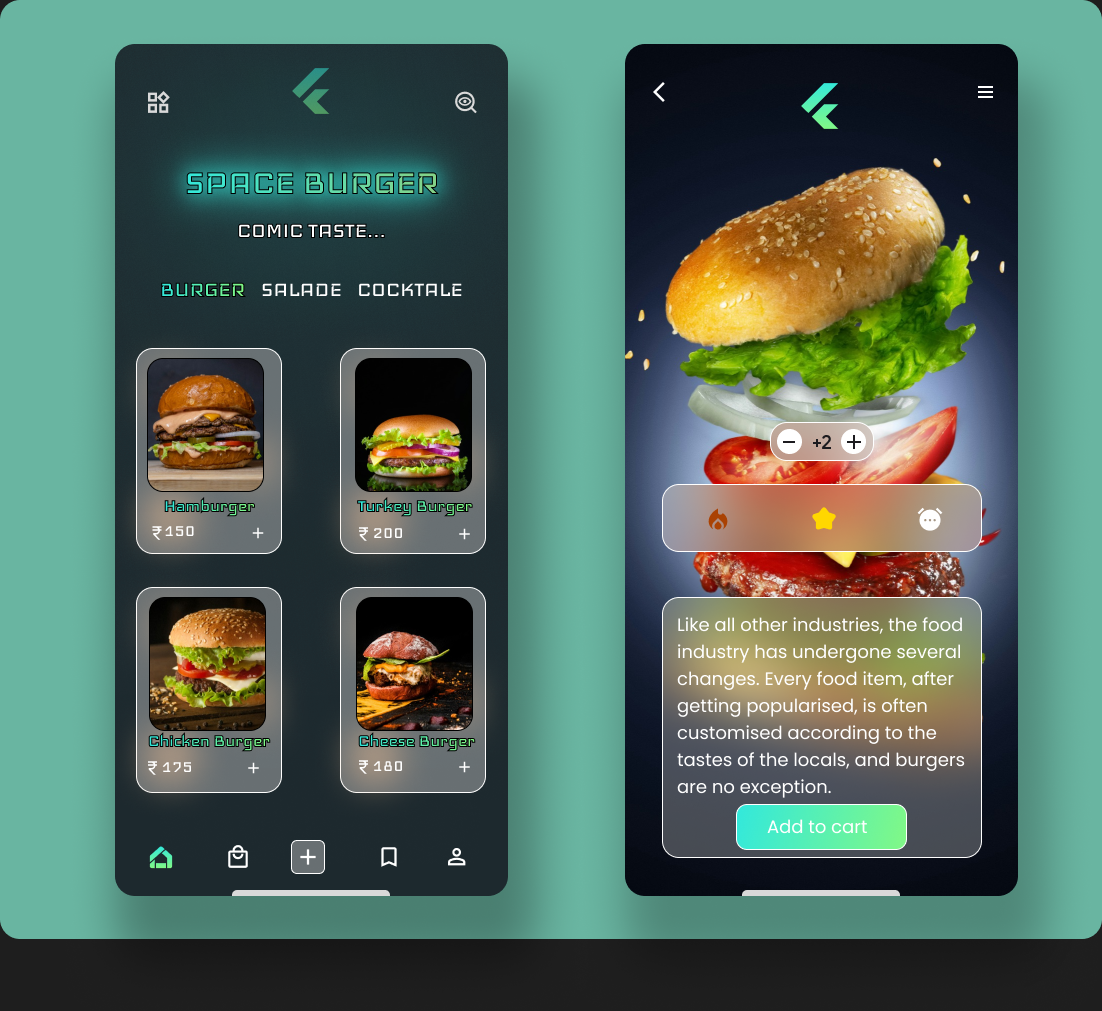 SPACE BURGER
COMIC TASTE...
BURGER SALADE COCKTALE
Hamburger
₹150
+
Turkey Burger
₹200
+
Chicken Burger
₹175
+
Cheese Burger
₹180
+
+2
Like all other industries, the food
industry has undergone several
changes. Every food item, after
getting popularised, is often
customised according to the
tastes of the locals, and burgers
are no exception.
Add to cart